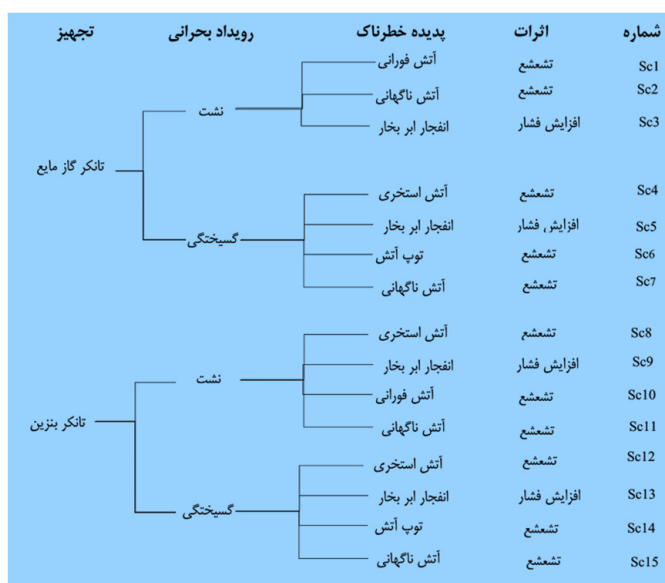 شماره اثرات پدیده خطرناک رویداد بحرانی تجهیز
Sc1 تشعشع آتش فورانی
Sc2 تشعشع آتش ناگهانی
نشت
Sc3 افزایش فشار انفجار ابر بخار
تانکر گاز مایع
Sc4 تشعشع آتش استخری
Sc5 افزایش فشار انفجار ابر بخار
گسیختگی
Sc6 تشعشع توپ آتش
Sc7 تشعشع آتش ناگهانی
Sc8 تشعشع آتش استخری
Sc9 افزایش فشار انفجار ابر بخار
نشت
Sc10 تشعشع آتش فورانی
تانکر بنزین
Sc11 تشعشع آتش ناگهانی
Sc12 تشعشع آتش استخری
Sc13 افزایش فشار انفجار ابر بخار
گسیختگی
Sc14 تشعشع توپ آتش
Sc15 تشعشع آتش ناگهانی